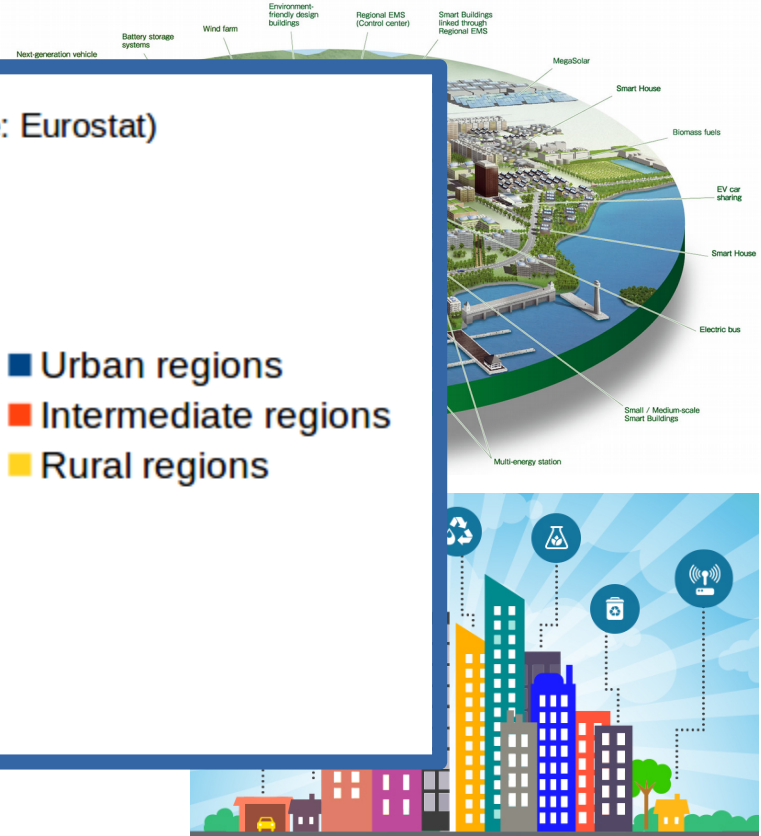 Environment-
friendly design
buildings
Regional EMS
(Control center)
Smart Buildings
linked through
Regional EMS
Wind farm
Battery storage
systems
Next-generation vehicle
MegaSolar
Smart House
Biomass fuels
EV car
sharing
Smart House
Electric bus
Small / Medium-scale
Smart Buildings
Multi-energy station
: Eurostat)
Urban regions
Intermediate regions
Rural regions